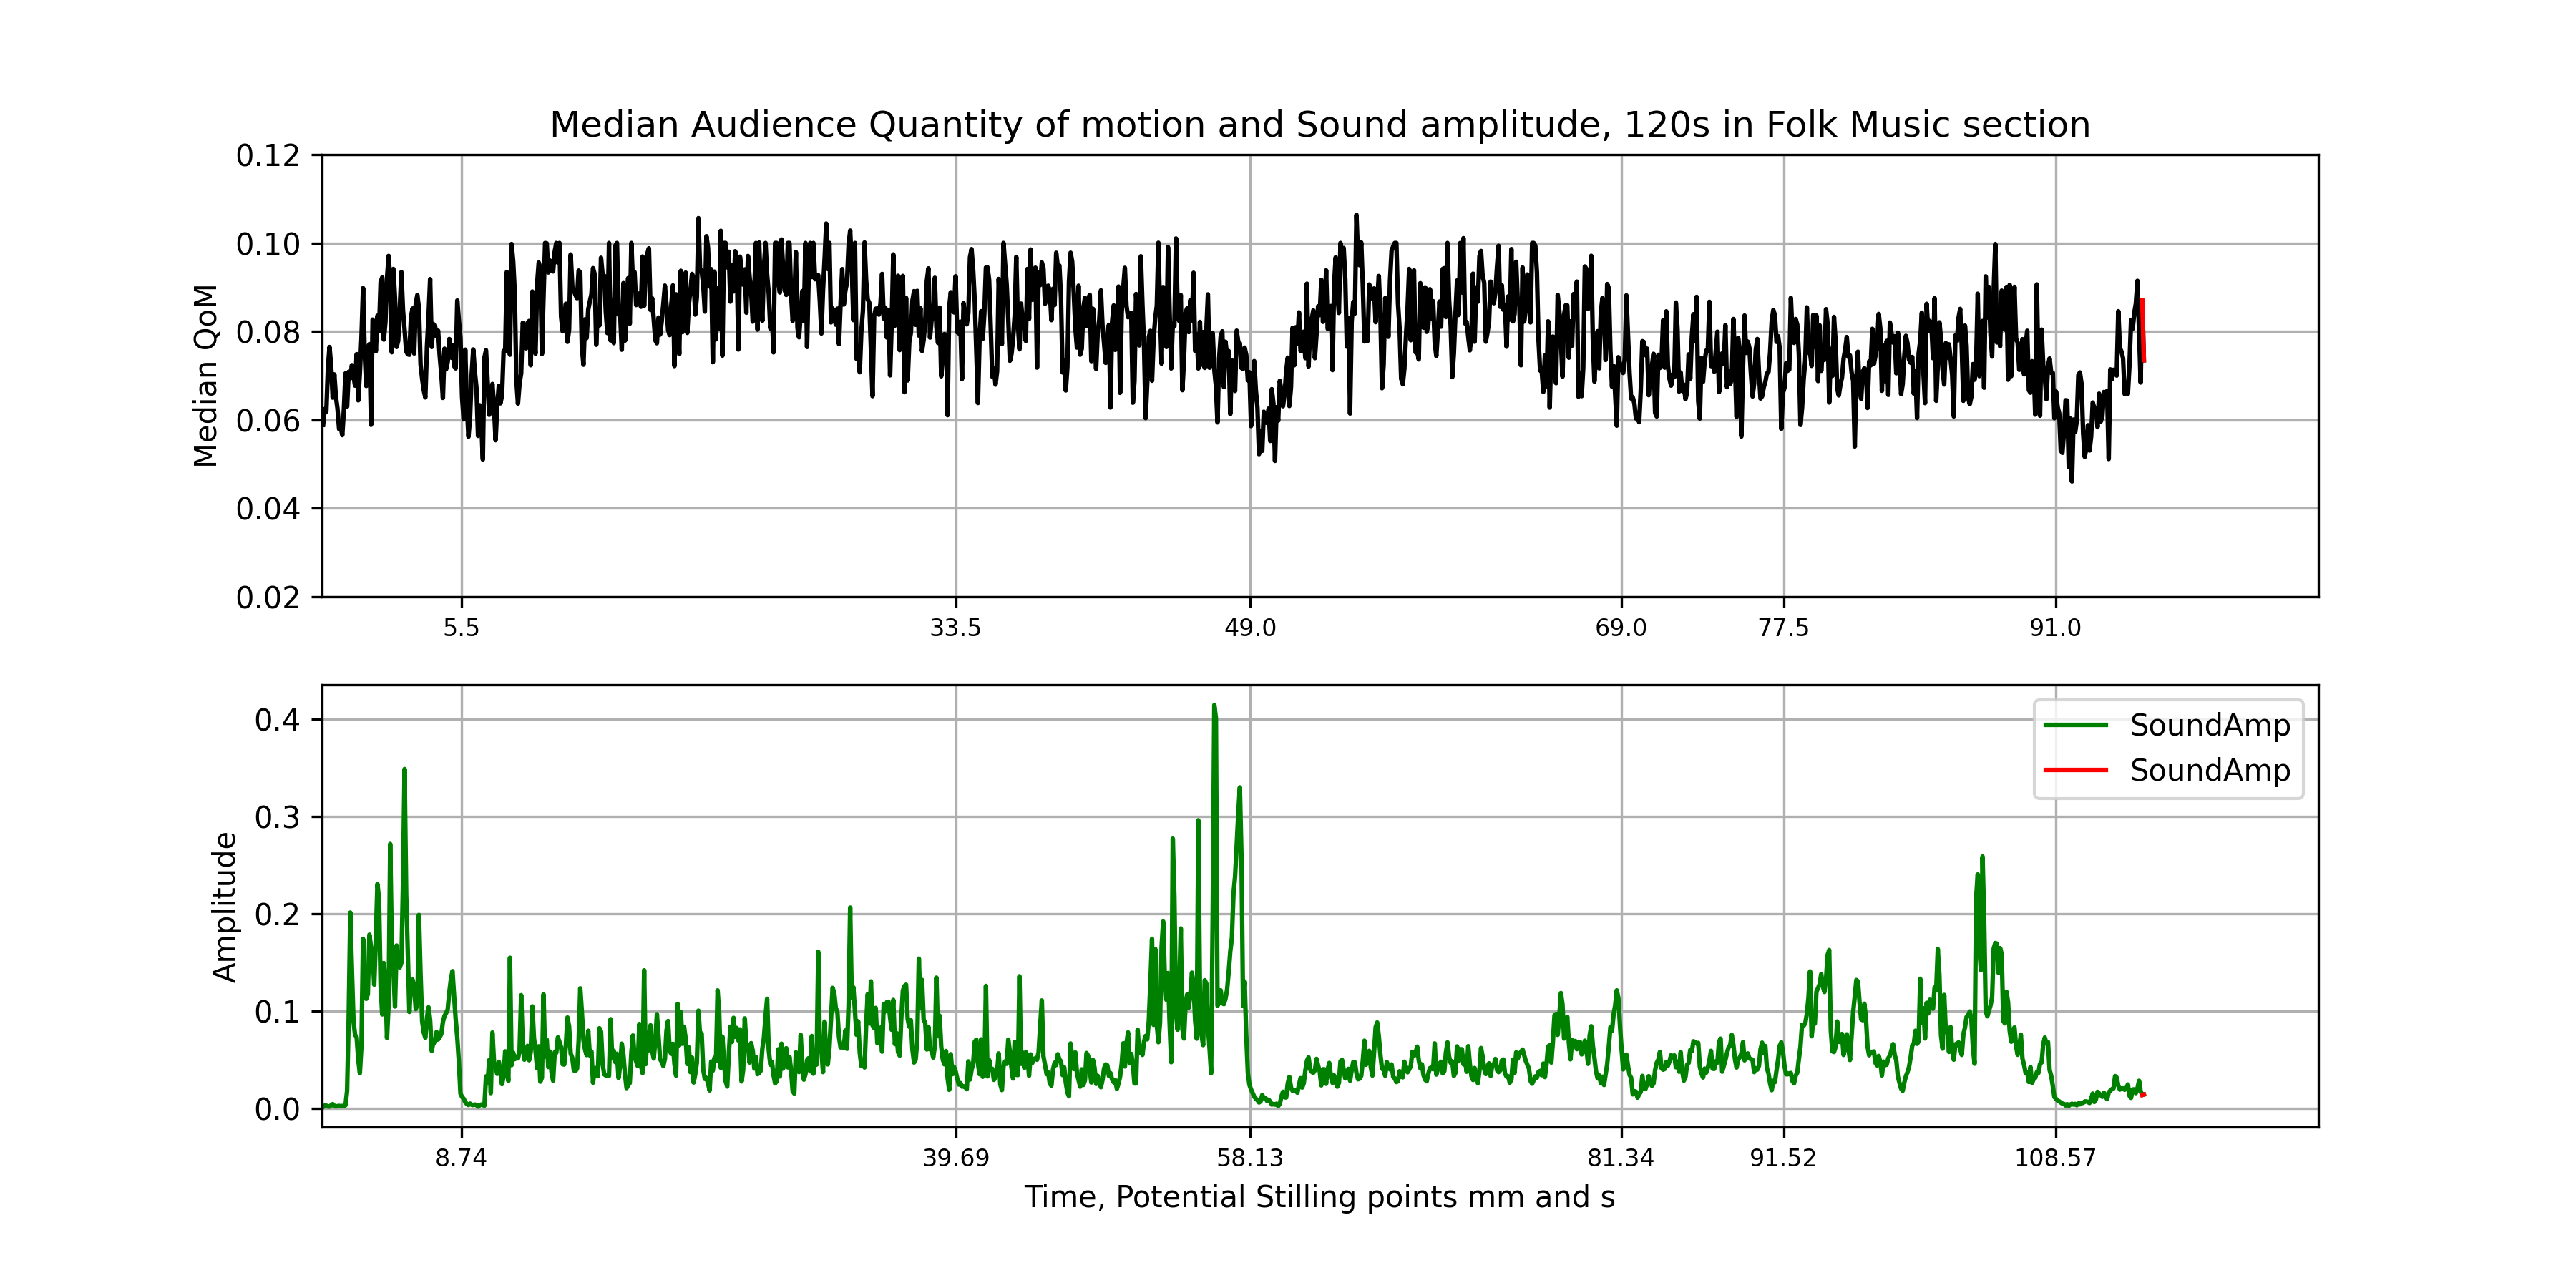 Median Audience Quantity of motion and Sound amplitude, 120s in Folk Music section
Median QoM
0.12
0.10
0.08
0.06
0.04
0.02
5.5 33.5 49.0 69.0 77.5 91.0
Amplitude
0.4
0.3
0.2
0.1
0.0
SoundAmp
SoundAmp
8.74 39.69 58.13 81.34 91.52 108.57
Time, Potential Stilling points mm and s